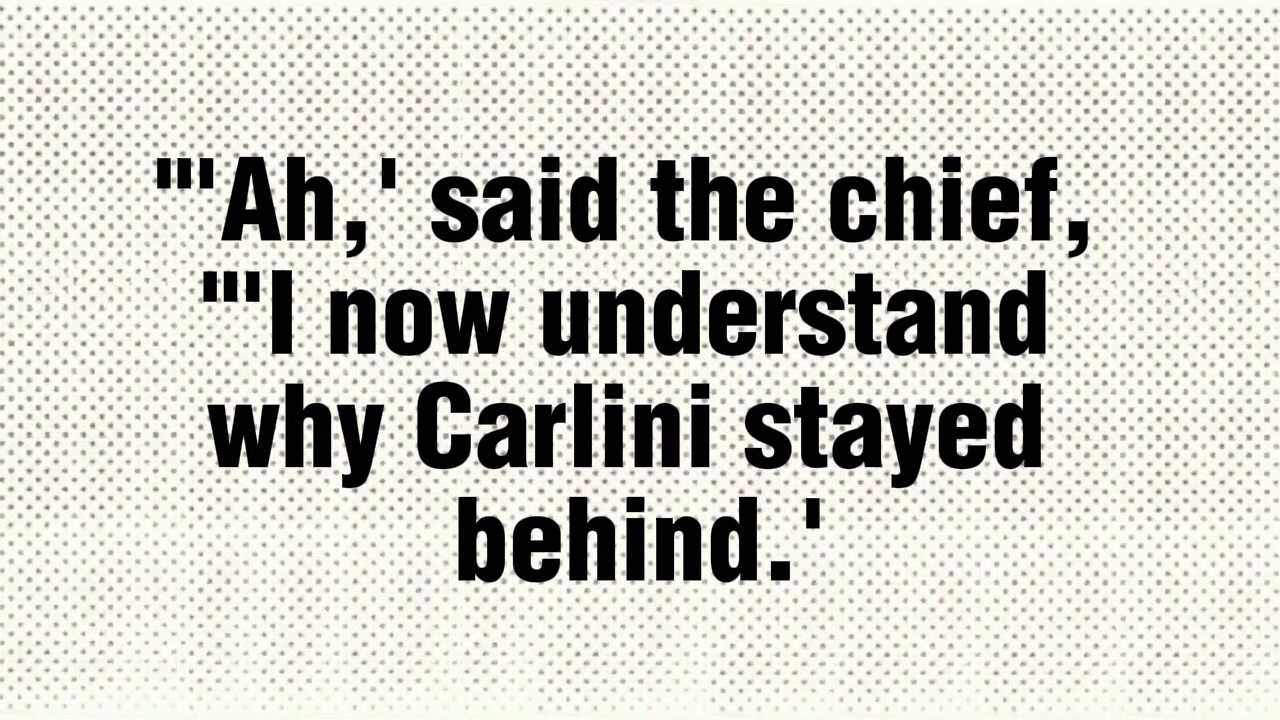 "'Ah,' said the chief,
"'I now understand
why Carlini stayed
behind.'